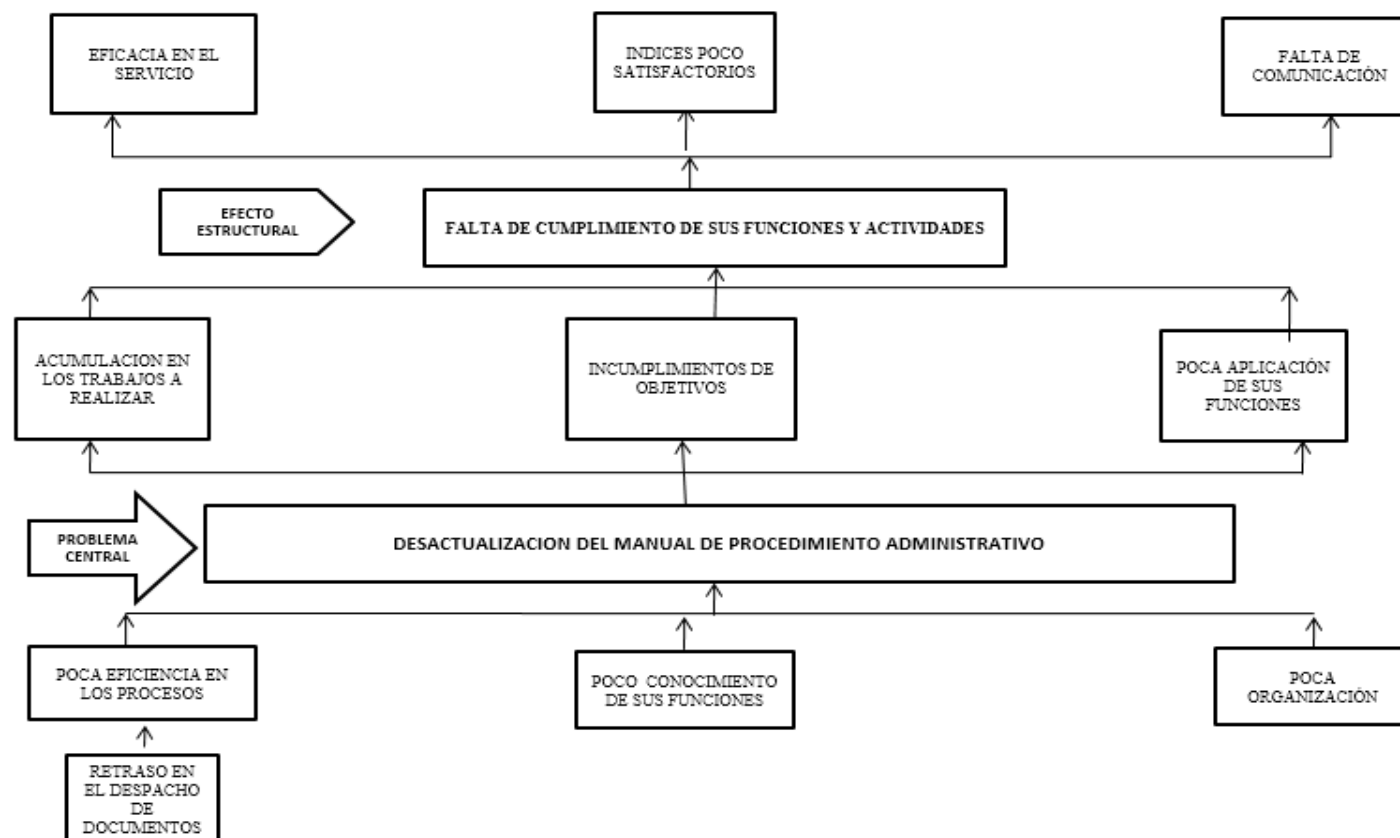 EFICACIA EN EL
SERVICIO
INDICES POCO
SATISFACTORIOS
FALTA DE
COMUNICACIÓN
EFECTO
ESTRUCTURAL
FALTA DE CUMPLIMIENTO DE SUS FUNCIONES Y ACTIVIDADES
ACUMULACION EN
LOS TRABAJOS A
REALIZAR
INCUMPLIMIENTOS DE
OBJETIVOS
POCA APLICACIÓN
DE SUS
FUNCIONES
PROBLEMA
CENTRAL
DESACTUALIZACION DEL MANUAL DE PROCEDIMIENTO ADMINISTRATIVO
POCA EFICIENCIA EN
LOS PROCESOS
POCO CONOCIMIENTO
DE SUS FUNCIONES
POCA
ORGANIZACIÓN
RETRASO EN
EL DESPACHO
DE
DOCUMENTOS